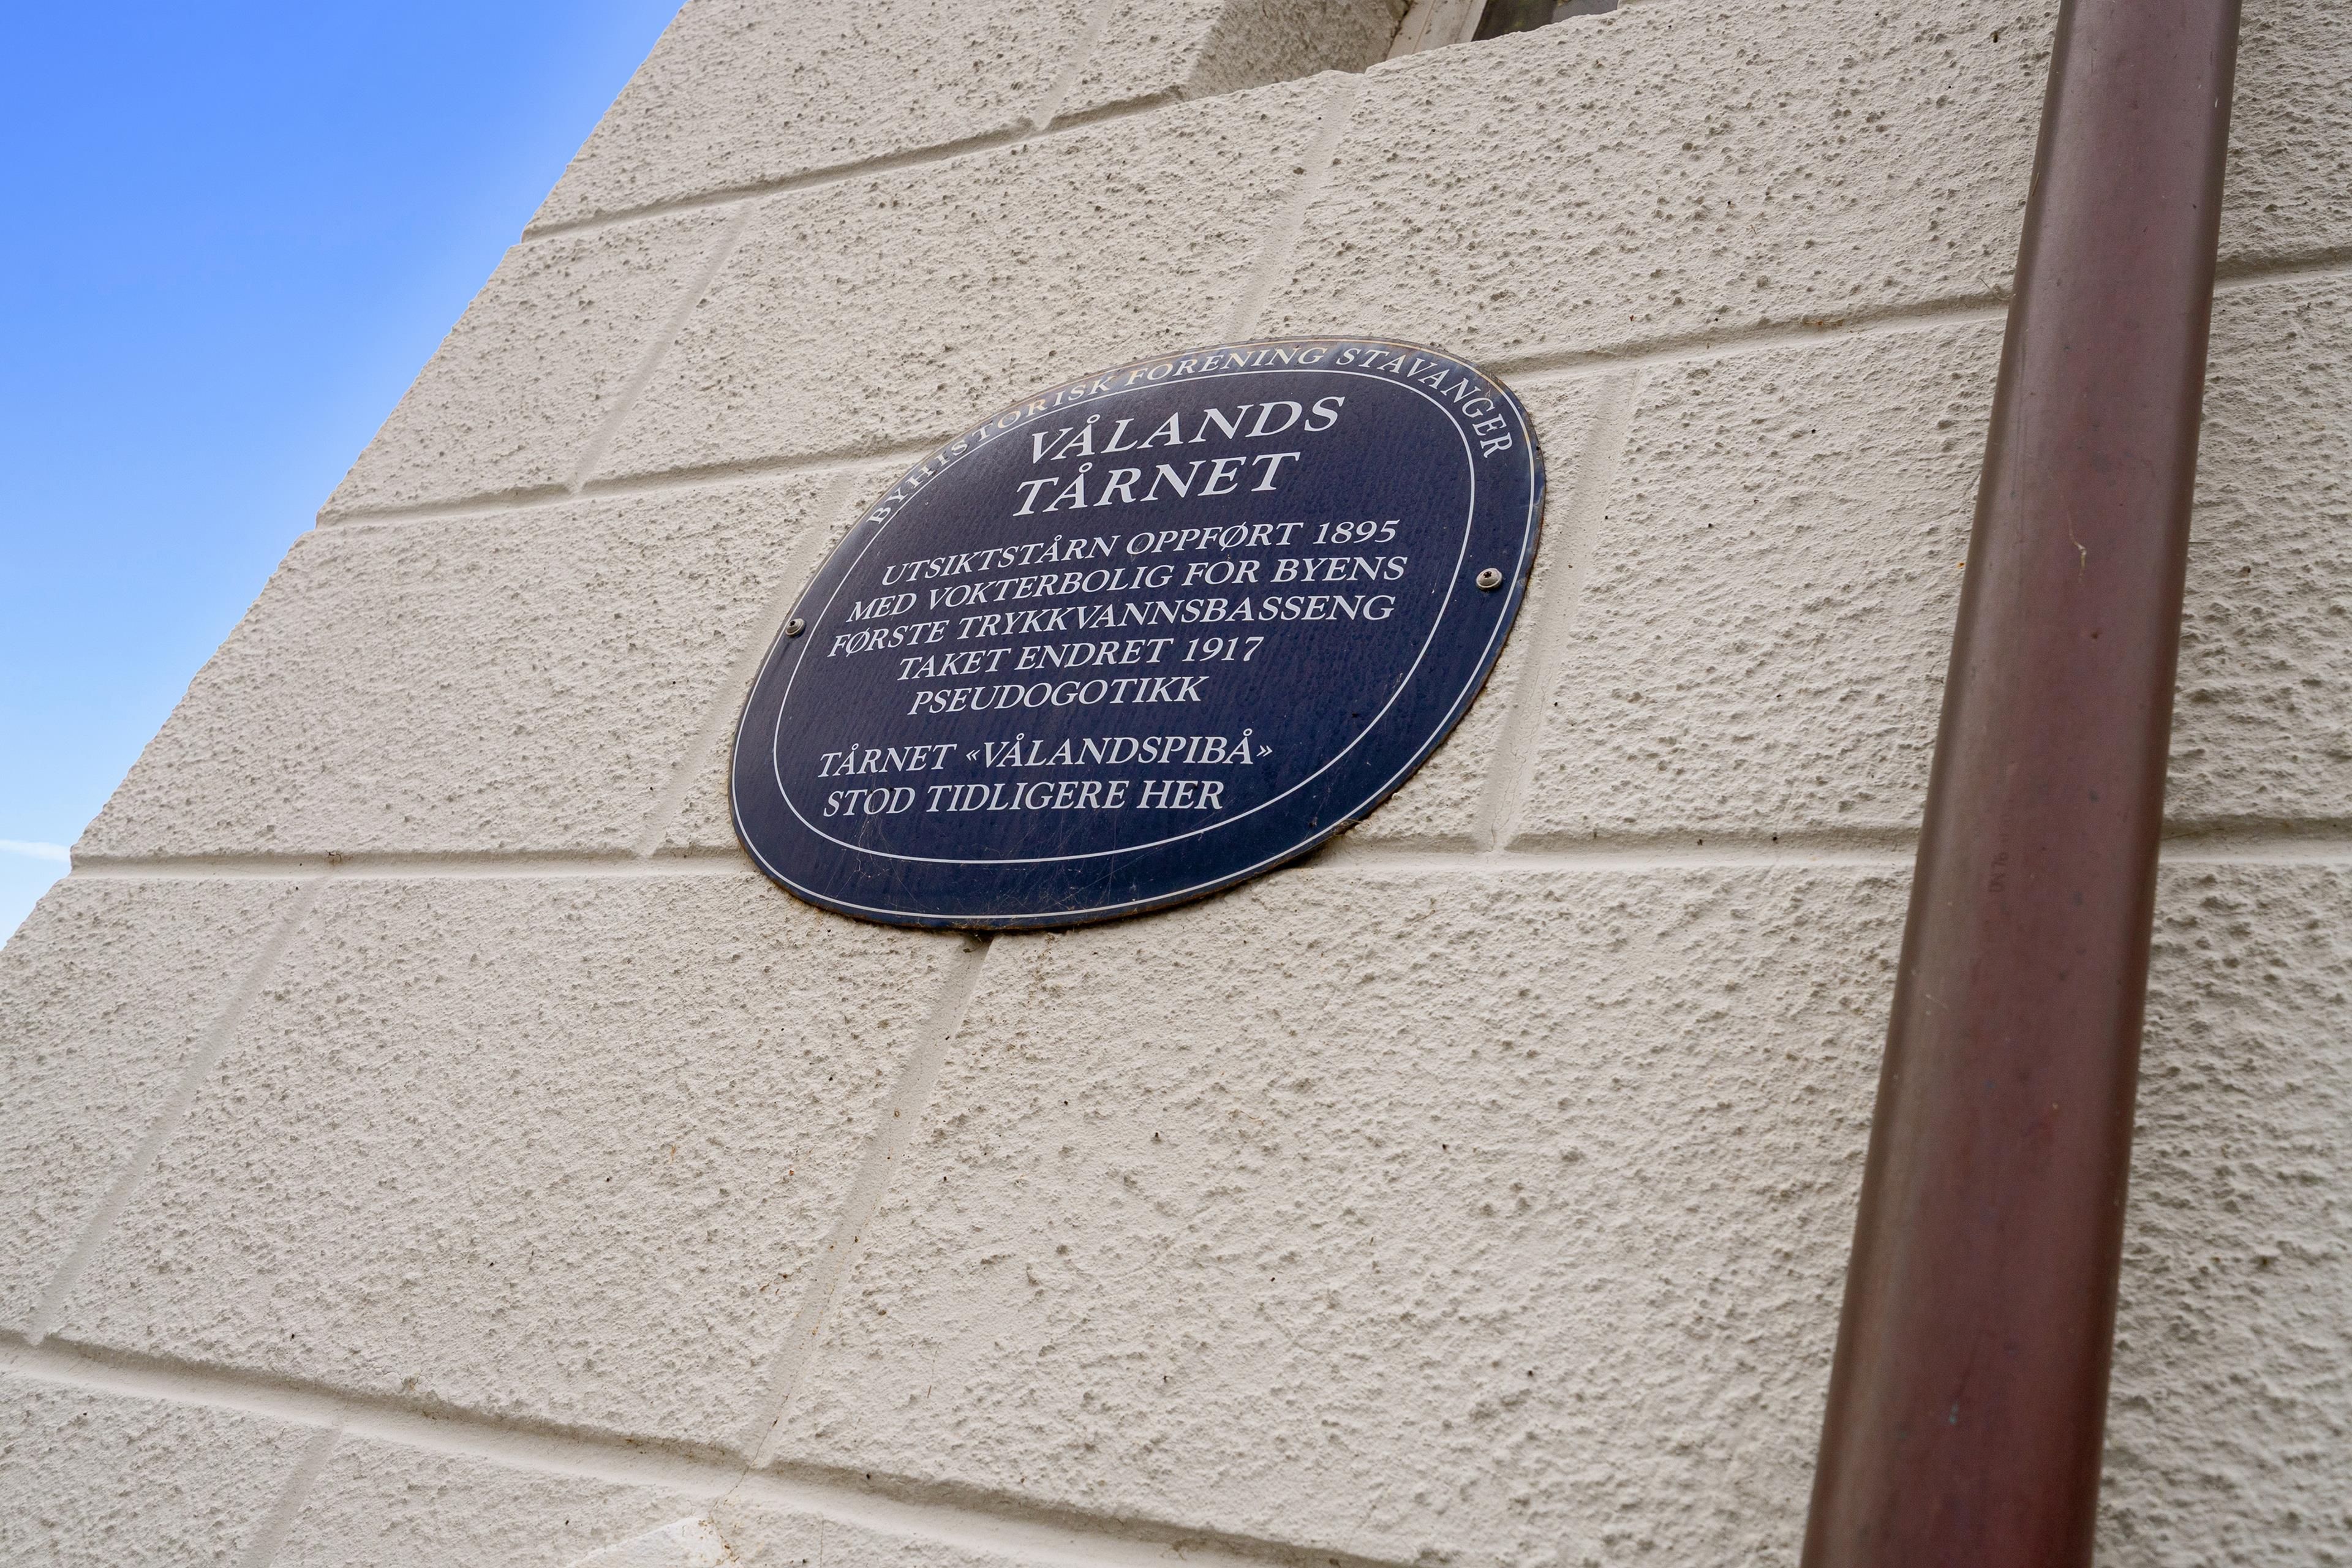 BYHISTORISK FORENING STAVANGER
VÅLANDS
TÅRNET
UTSIKTSTÅRN OPPFØRT 1895
MED VOKTERBOLIG FOR BYENS
FØRSTE TRYKKVANNSBASSENG
TAKET ENDRET 1917
PSEUDOGOTIKK
TÅRNET «VÅLANDSPIBÅ»
STOD TIDLIGERE HER